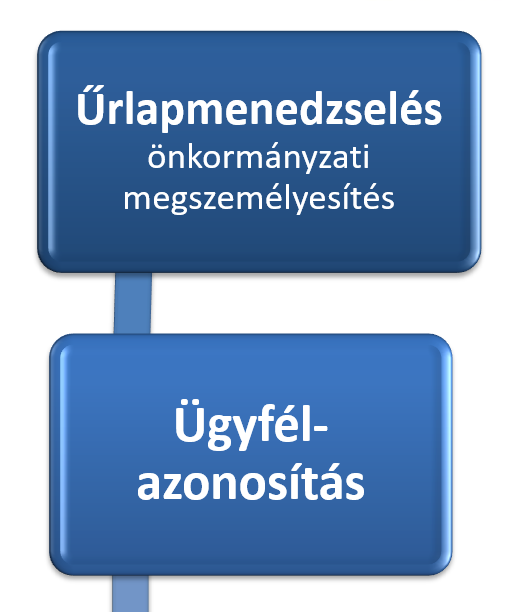 Űrlapmenedzselés
önkormányzati
megszemélyesítés
Ügyfél-
azonosítás